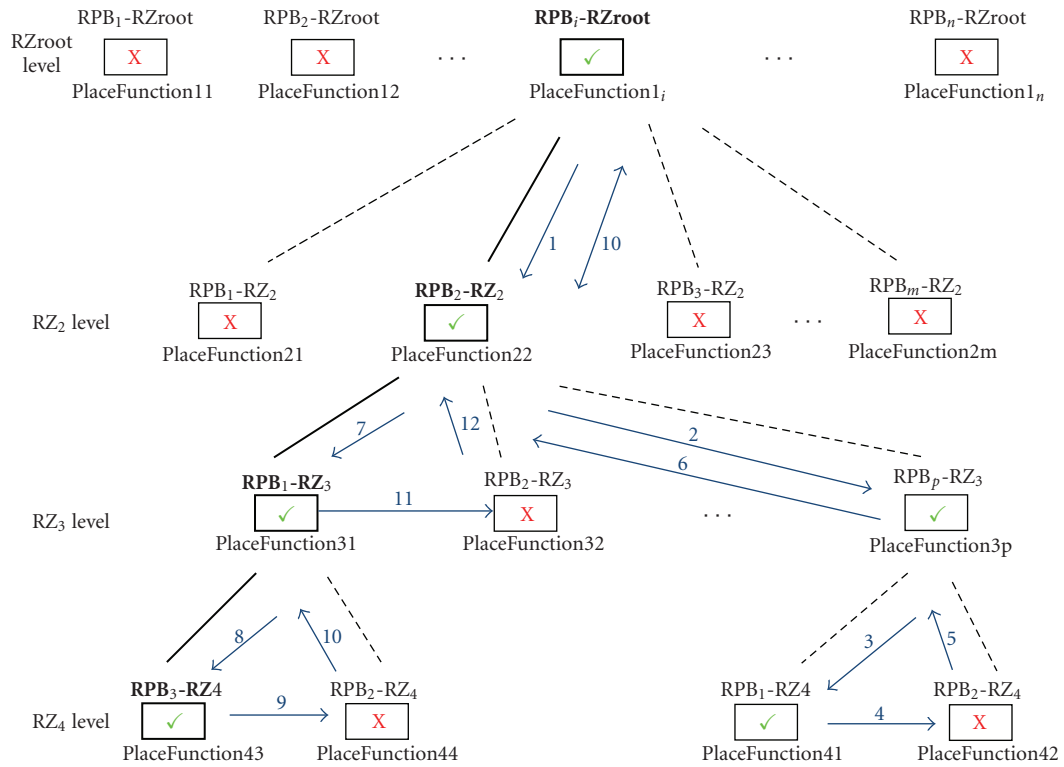 RPB₁-RZroot RPB₂-RZroot RPBᵢ-RZroot RPBₙ-RZroot
RZroot level X X ··· ✓ ··· X
PlaceFunction11 PlaceFunction12 PlaceFunction1ᵢ PlaceFunction1ₙ
1 10
RPB₁-RZ₂ RPB₂-RZ₂ RPB₃-RZ₂ RPBₘ-RZ₂
RZ₂ level X ✓ X ··· X
PlaceFunction21 PlaceFunction22 PlaceFunction23 PlaceFunction2m
7 12 2
6
RPB₁-RZ₃ RPB₂-RZ₃ RPBₚ-RZ₃
RZ₃ level ✓ 11 X ··· ✓
PlaceFunction31 PlaceFunction32 PlaceFunction3p
8 10 3 5
RPB₃-RZ4 RPB₂-RZ₄ RPB₁-RZ4 RPB₂-RZ₄
RZ₄ level ✓ 9 X ✓ 4 X
PlaceFunction43 PlaceFunction44 PlaceFunction41 PlaceFunction42